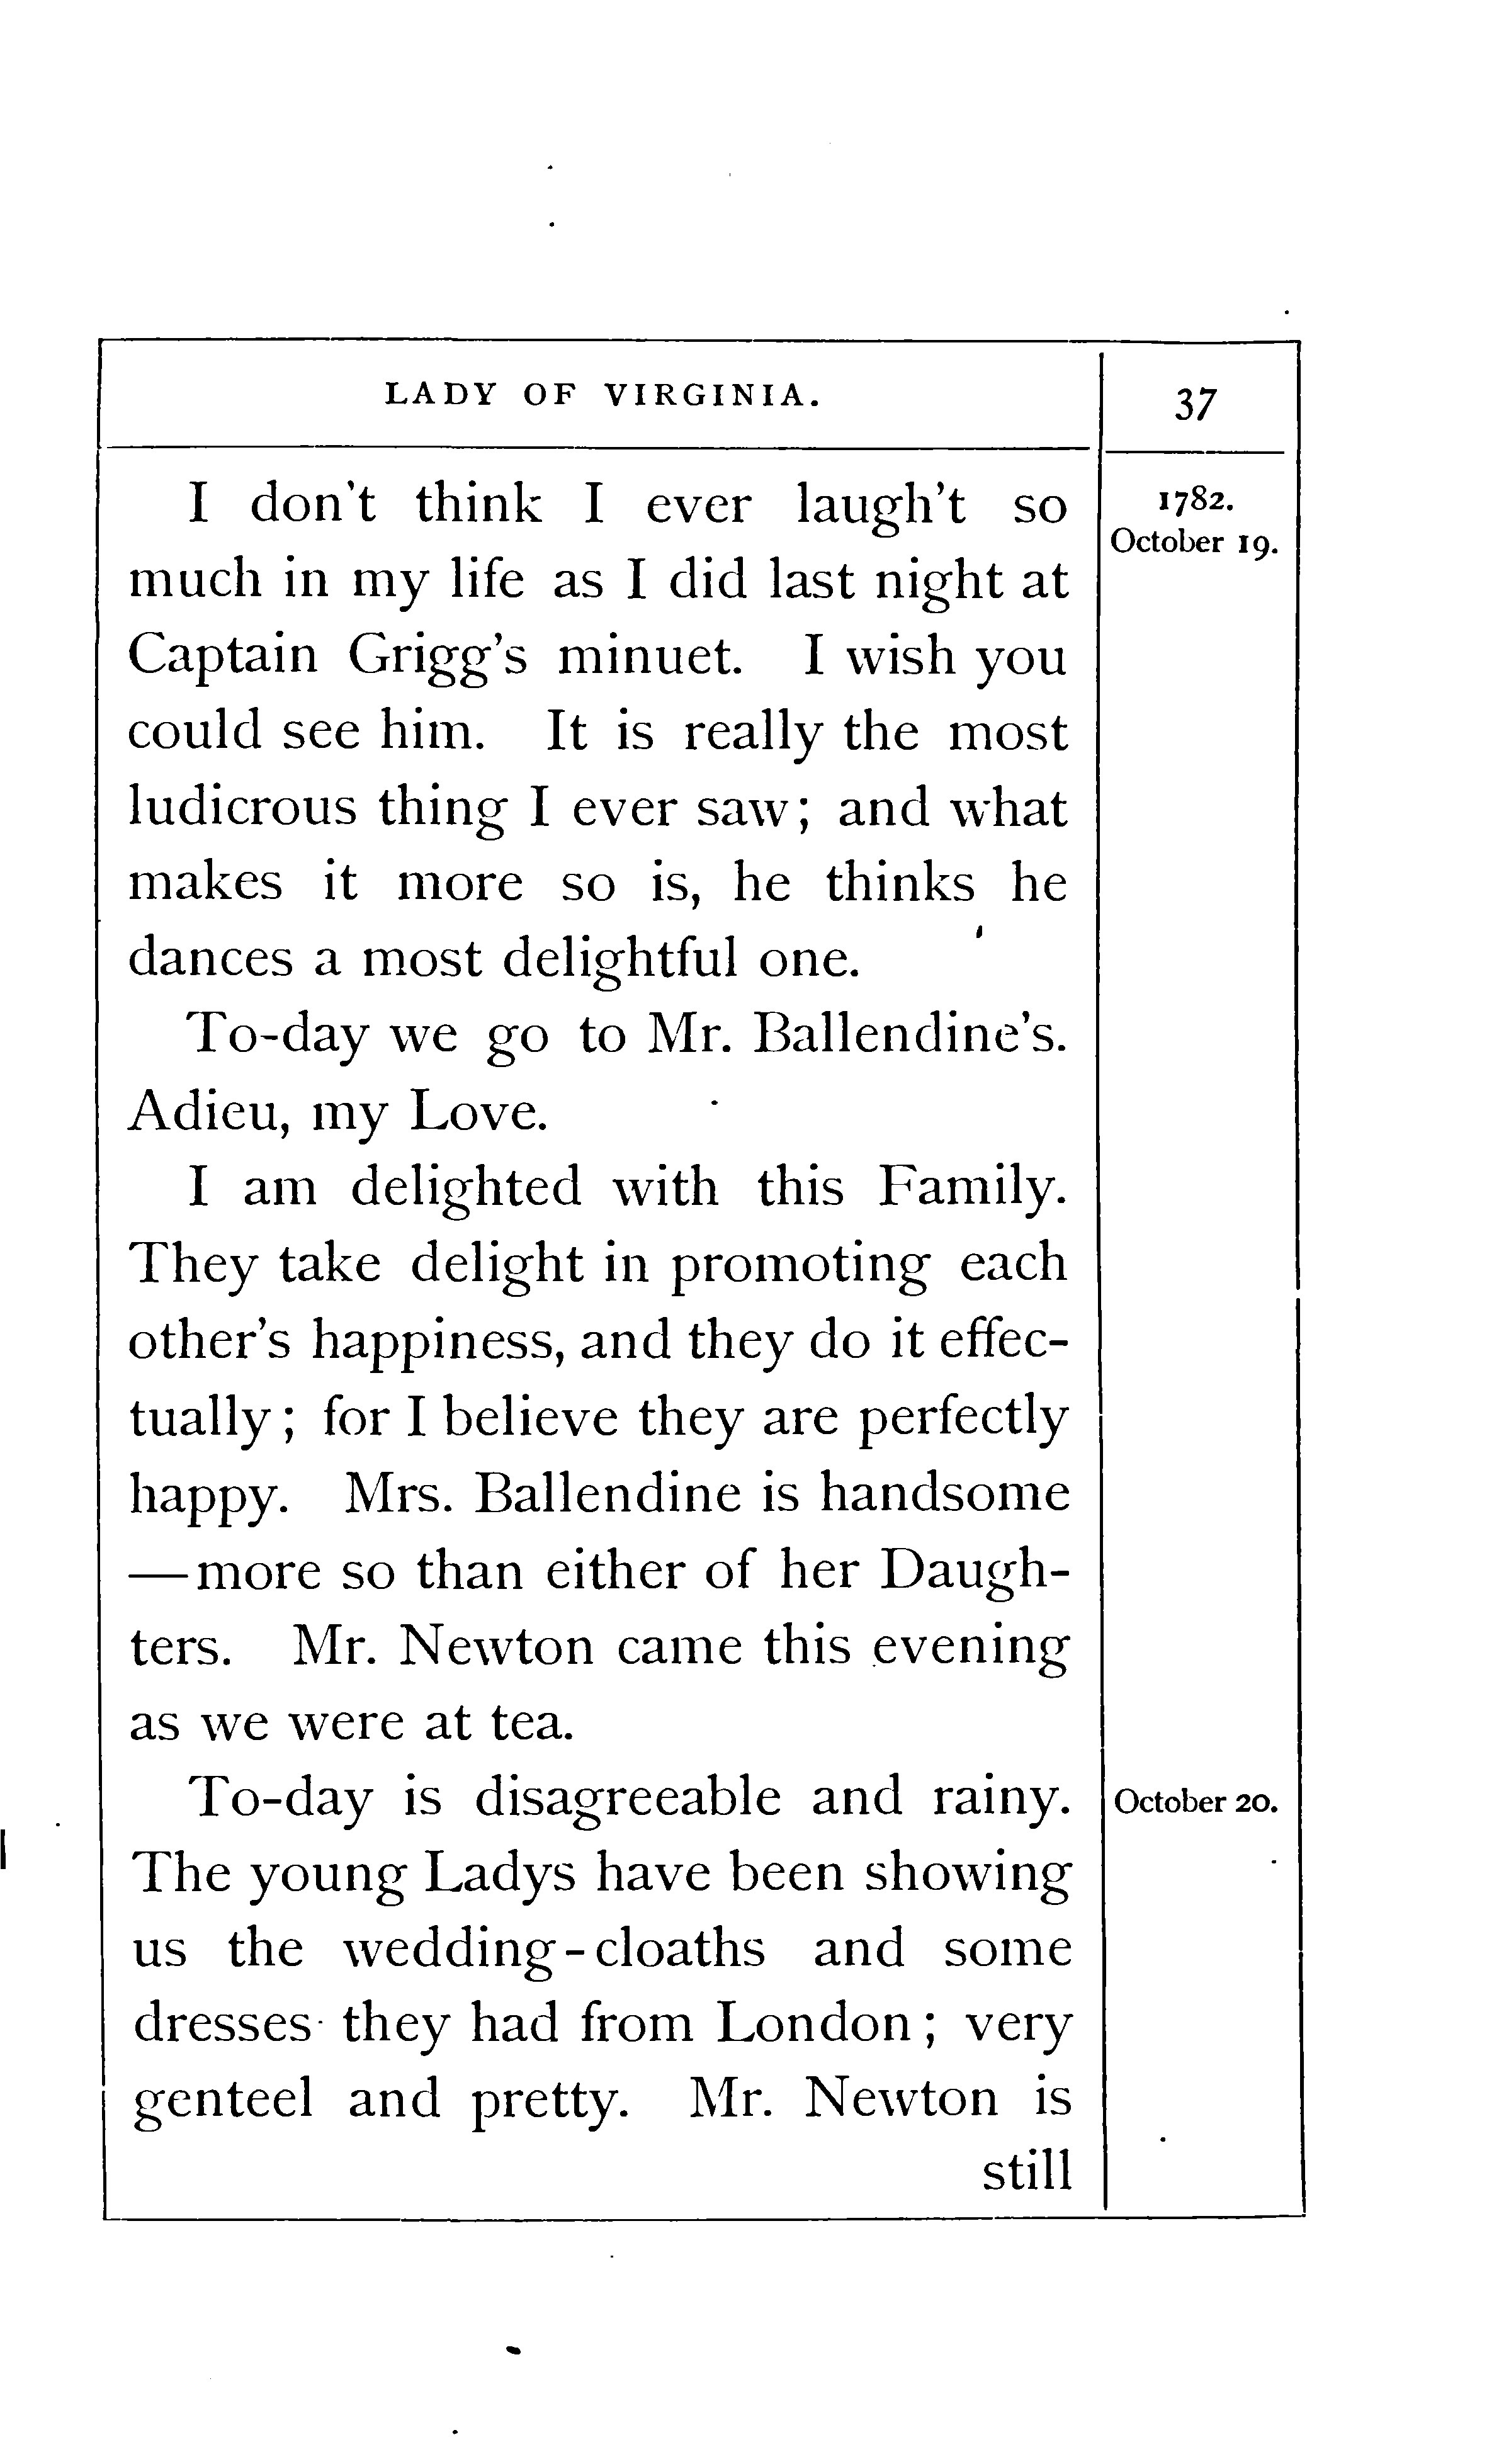 LADY OF VIRGINIA.
37
1782.
October 19.
I don't think I ever laugh't so
much in my life as I did last night at
Captain Grigg's minuet. I wish you
could see him. It is really the most
ludicrous thing I ever saw; and what
makes it more so is, he thinks he
dances a most delightful one.
To-day we go to Mr. Ballendine's.
Adieu, my Love.
I am delighted with this Family.
They take delight in promoting each
other's happiness, and they do it effec-
tually; for I believe they are perfectly
happy. Mrs. Ballendine is handsome
—more so than either of her Daugh-
ters. Mr. Newton came this evening
as we were at tea.
October 20.
To-day is disagreeable and rainy.
The young Ladys have been showing
us the wedding-cloaths and some
dresses they had from London; very
genteel and pretty. Mr. Newton is
still